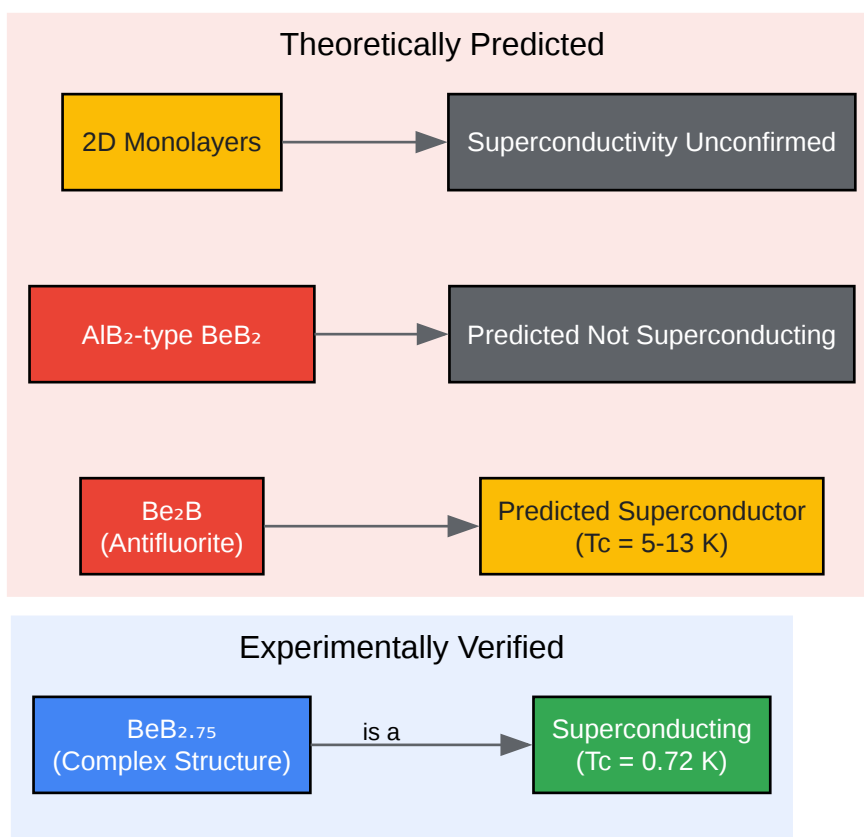 Theoretically Predicted
2D Monolayers
Superconductivity Unconfirmed
AlB₂-type BeB₂
Predicted Not Superconducting
Be₂B
(Antifluorite)
Predicted Superconductor
(Tc = 5-13 K)
Experimentally Verified
BeB₂.₇₅
(Complex Structure)
is a
Superconducting
(Tc = 0.72 K)